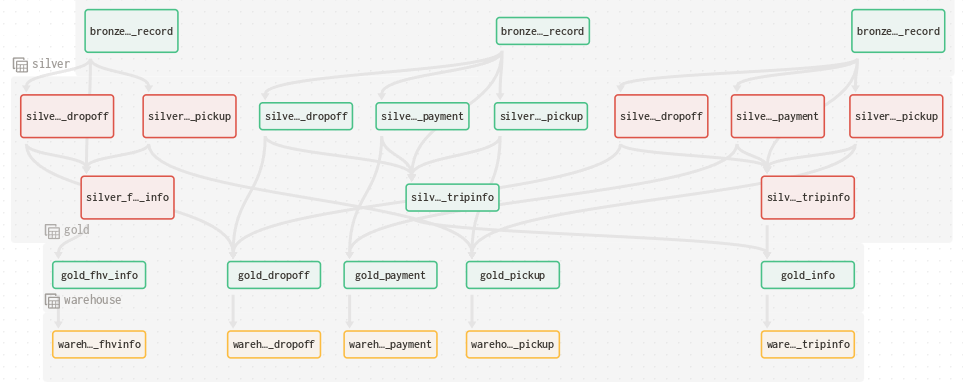 bronze…_record
bronze…_record
bronze…_record
silver
silve…_dropoff
silver…_pickup
silve…_dropoff
silve…_payment
silver…_pickup
silve…_dropoff
silve…_payment
silver…_pickup
silver_f…_info
silv…_tripinfo
silv…_tripinfo
gold
gold_fhv_info
gold_dropoff
gold_payment
gold_pickup
gold_info
warehouse
wareh…_fhvinfo
wareh…_dropoff
wareh…_payment
wareho…_pickup
ware…_tripinfo